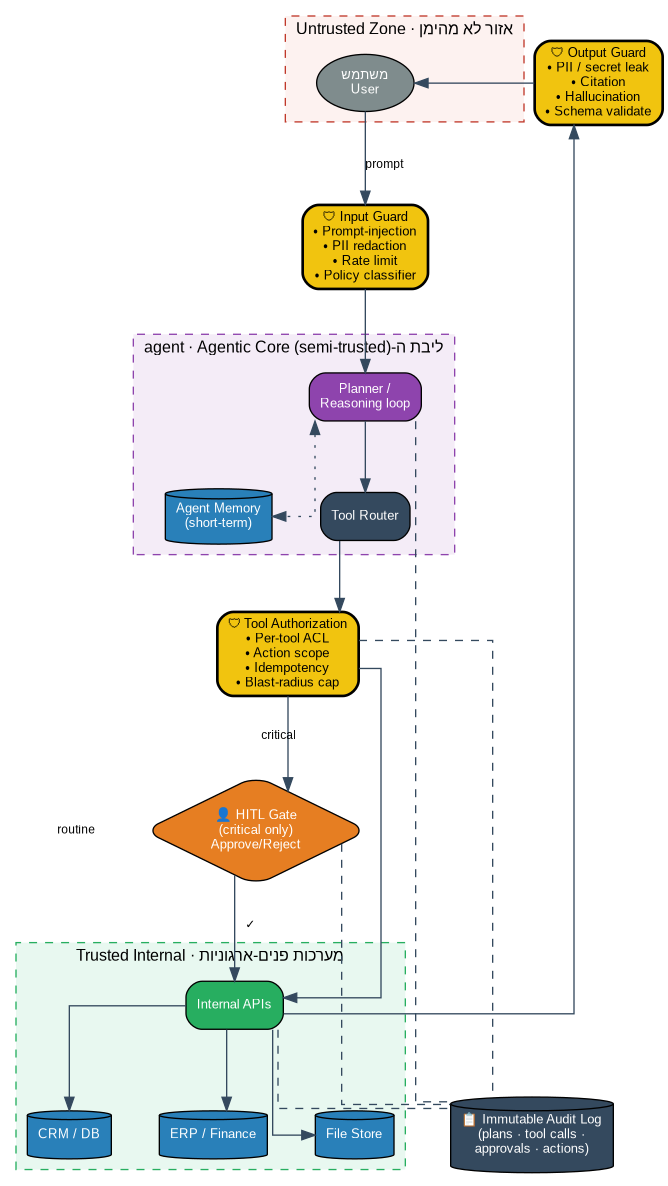 Untrusted Zone · אזור לא מהימן
משתמש
User
🛡 Output Guard
• PII / secret leak
• Citation
• Hallucination
• Schema validate
prompt
🛡 Input Guard
• Prompt-injection
• PII redaction
• Rate limit
• Policy classifier
agent · Agentic Core (semi-trusted)-ליבת ה
Planner /
Reasoning loop
Agent Memory
(short-term)
Tool Router
🛡 Tool Authorization
• Per-tool ACL
• Action scope
• Idempotency
• Blast-radius cap
critical
👤 HITL Gate
(critical only)
Approve/Reject
routine
✓
Trusted Internal · מערכות פנים-ארגוניות
Internal APIs
CRM / DB
ERP / Finance
File Store
📋 Immutable Audit Log
(plans · tool calls ·
approvals · actions)